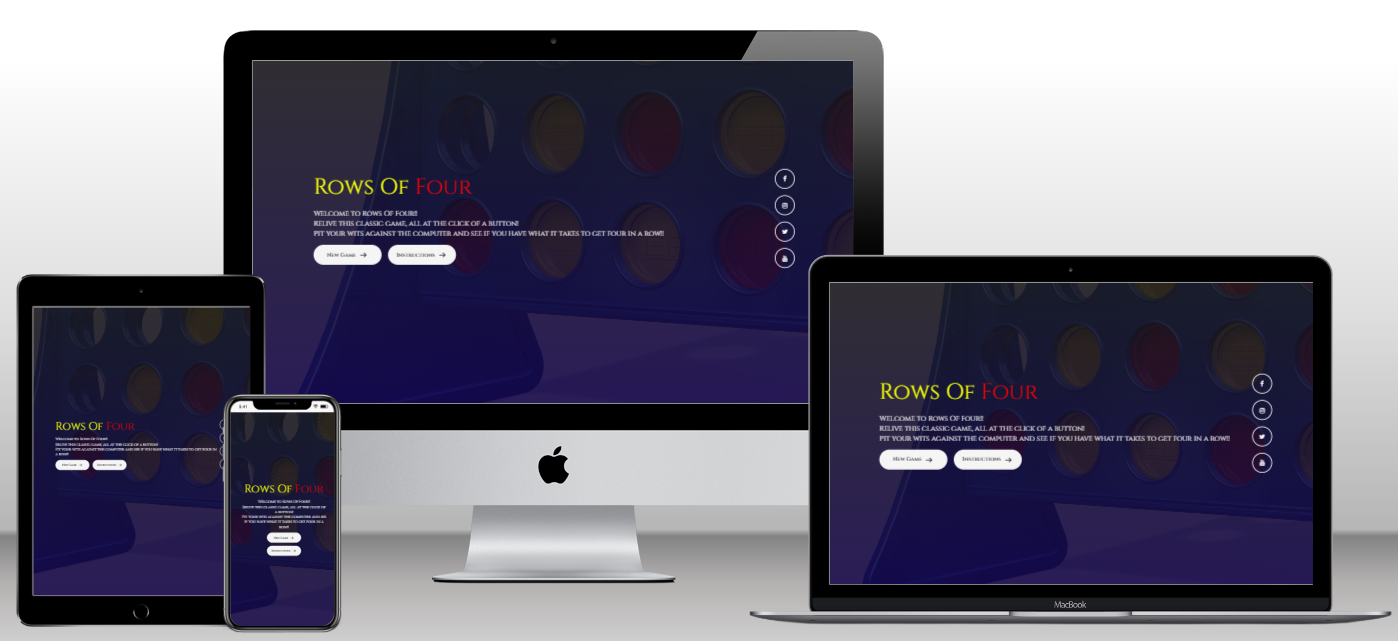 Rows Of Four
Welcome to Rows Of Four!!
Relive this classic game, all at the click of a button!
Pit your wits against the computer and see if you have what it takes to get four in a row!!
New Game →
Instructions →
Rows Of Four
Welcome to Rows Of Four!!
Relive this classic game, all at the click of a button!
Pit your wits against the computer and see if you have what it takes to get four in
a row!!
New Game →
Instructions →
9:41
Rows Of Four
Welcome to Rows Of Four!!
Relive this classic game, all at the click of
a button!
Pit your wits against the computer and see
if you have what it takes to get four in a
row!!
New Game →
Instructions →
Rows Of Four
Welcome to Rows Of Four!!
Relive this classic game, all at the click of a button!
Pit your wits against the computer and see if you have what it takes to get four in a row!!
New Game →
Instructions →
MacBook